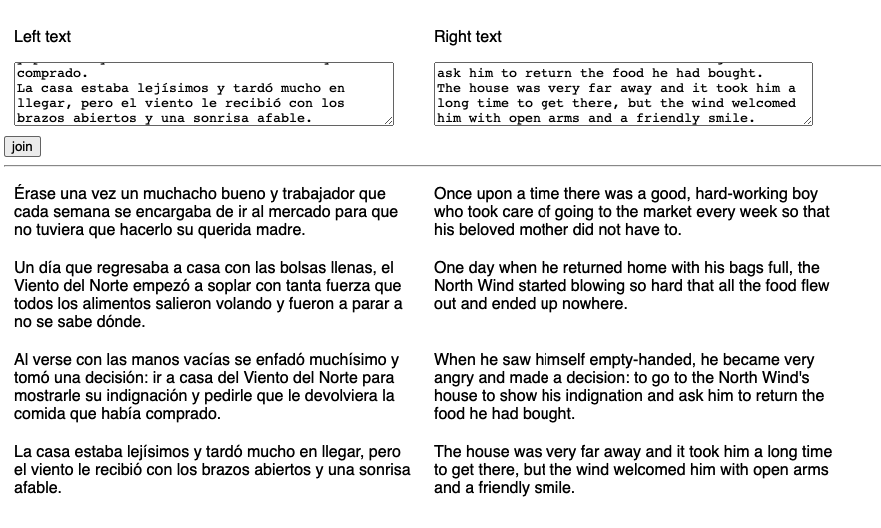 Left text
comprado.
La casa estaba lejísimos y tardó mucho en
llegar, pero el viento le recibió con los
brazos abiertos y una sonrisa afable.
Right text
ask him to return the food he had bought.
The house was very far away and it took him a
long time to get there, but the wind welcomed
him with open arms and a friendly smile.
join
Érase una vez un muchacho bueno y trabajador que
cada semana se encargaba de ir al mercado para que
no tuviera que hacerlo su querida madre.
Once upon a time there was a good, hard-working boy
who took care of going to the market every week so that
his beloved mother did not have to.
Un día que regresaba a casa con las bolsas llenas, el
Viento del Norte empezó a soplar con tanta fuerza que
todos los alimentos salieron volando y fueron a parar a
no se sabe dónde.
One day when he returned home with his bags full, the
North Wind started blowing so hard that all the food flew
out and ended up nowhere.
Al verse con las manos vacías se enfadó muchísimo y
tomó una decisión: ir a casa del Viento del Norte para
mostrarle su indignación y pedirle que le devolviera la
comida que había comprado.
When he saw himself empty-handed, he became very
angry and made a decision: to go to the North Wind's
house to show his indignation and ask him to return the
food he had bought.
La casa estaba lejísimos y tardó mucho en llegar, pero
el viento le recibió con los brazos abiertos y una sonrisa
afable.
The house was very far away and it took him a long time
to get there, but the wind welcomed him with open arms
and a friendly smile.